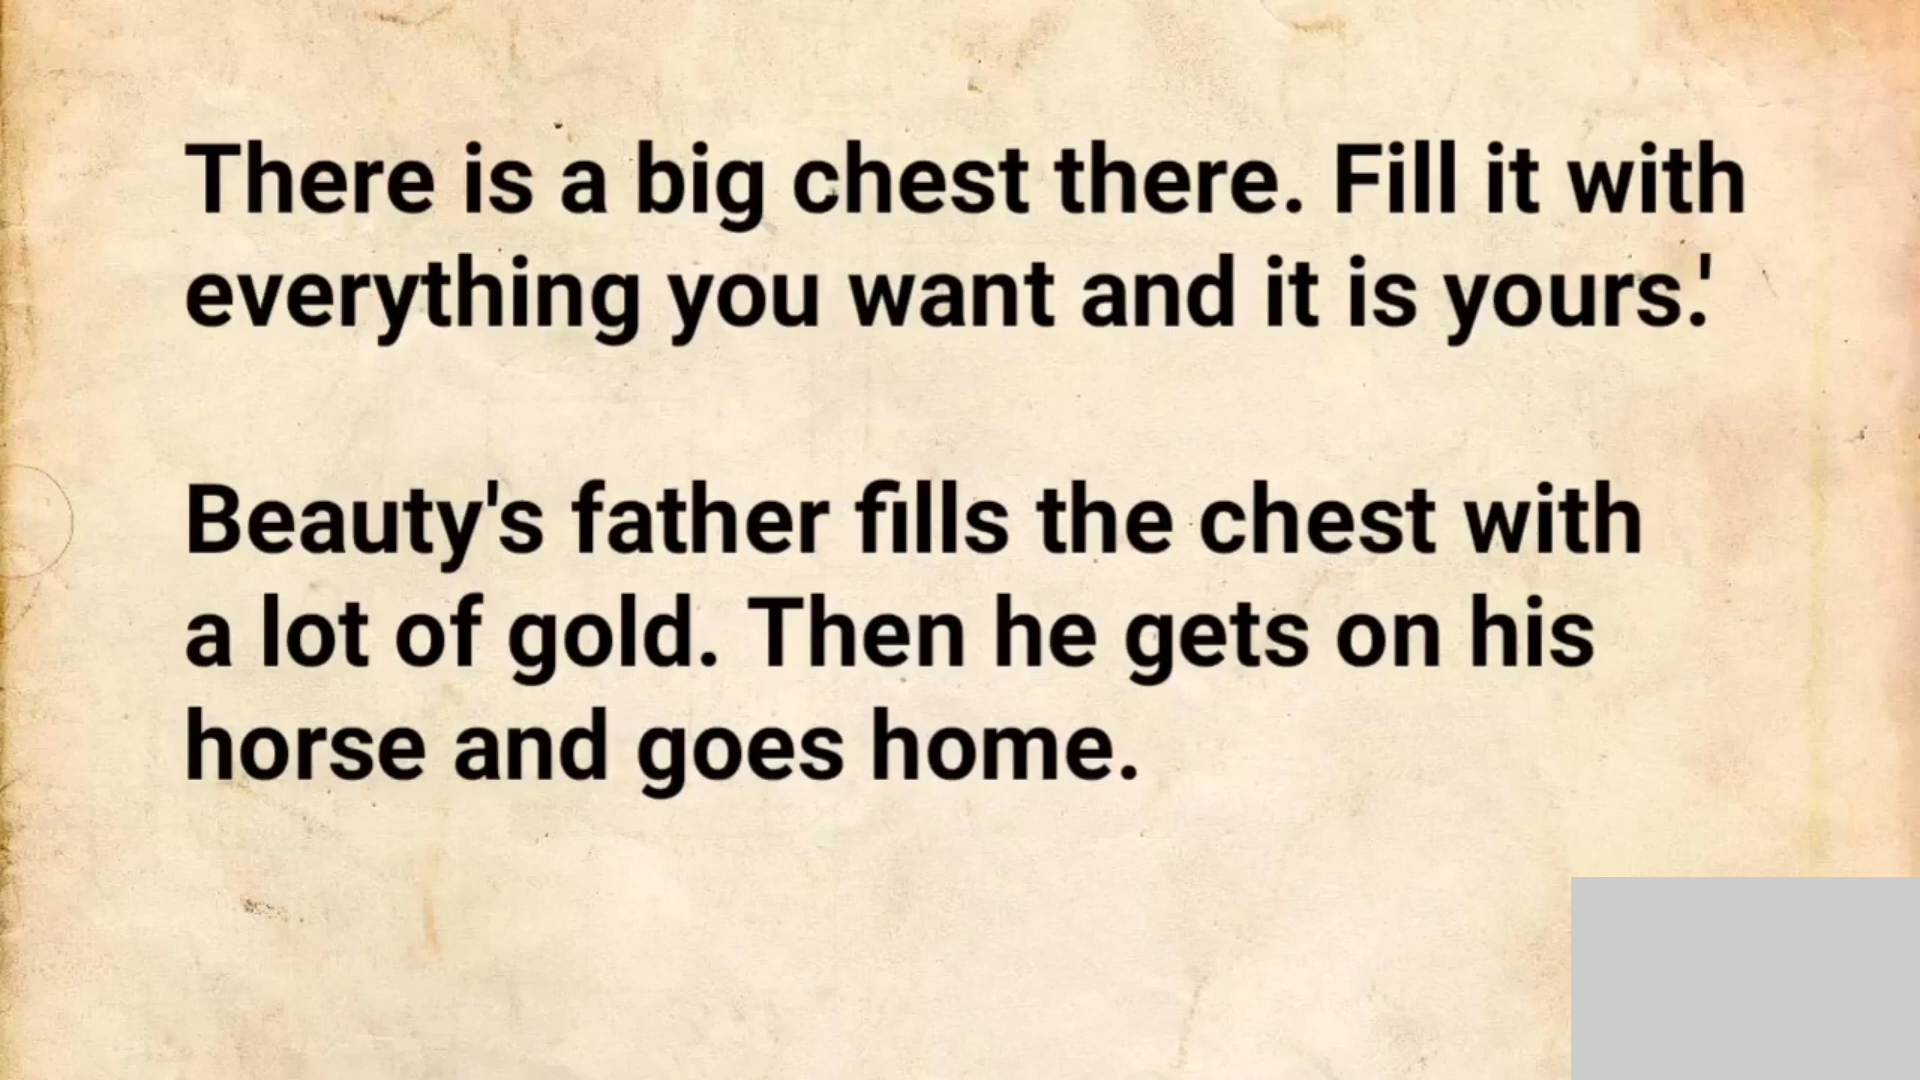 There is a big chest there. Fill it with
everything you want and it is yours.'
Beauty's father fills the chest with
a lot of gold. Then he gets on his
horse and goes home.